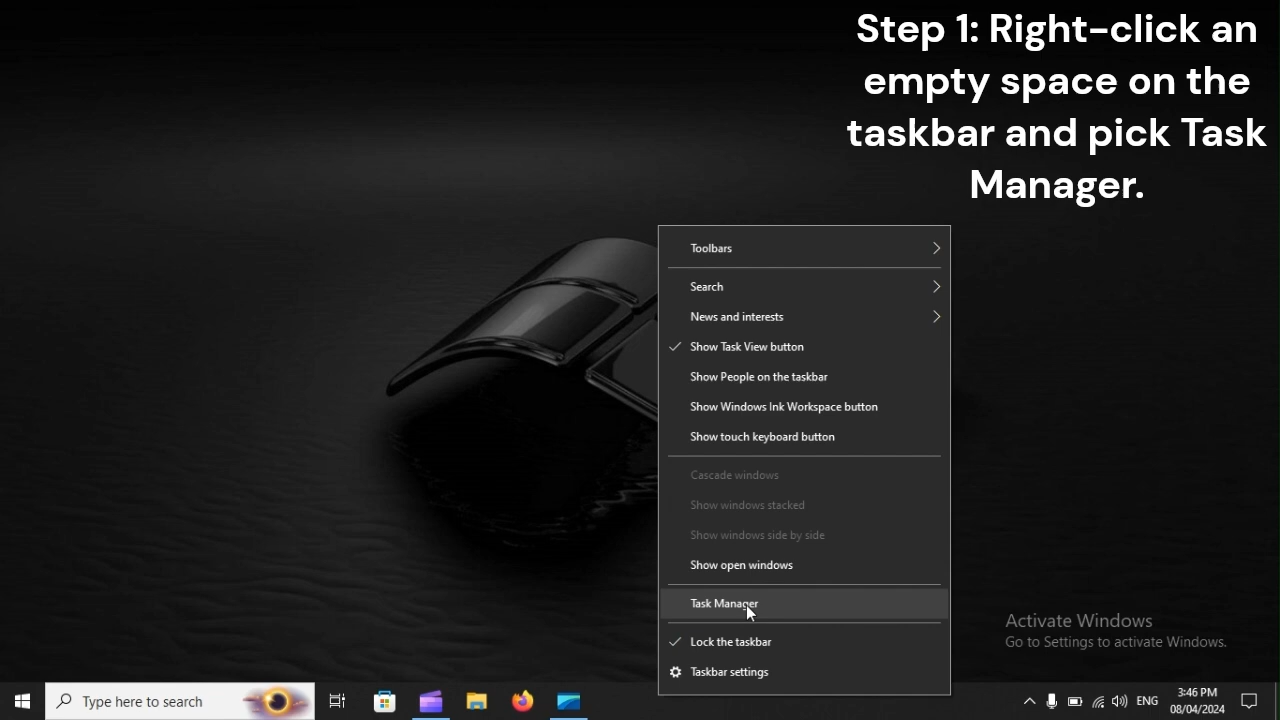 Step 1: Right-click an
empty space on the
taskbar and pick Task
Manager.
Toolbars
Search
News and interests
Show Task View button
Show People on the taskbar
Show Windows Ink Workspace button
Show touch keyboard button
Cascade windows
Show windows stacked
Show windows side by side
Show open windows
Task Manager
Lock the taskbar
Taskbar settings
Activate Windows
Go to Settings to activate Windows.
Type here to search
ENG
3:46 PM
08/04/2024